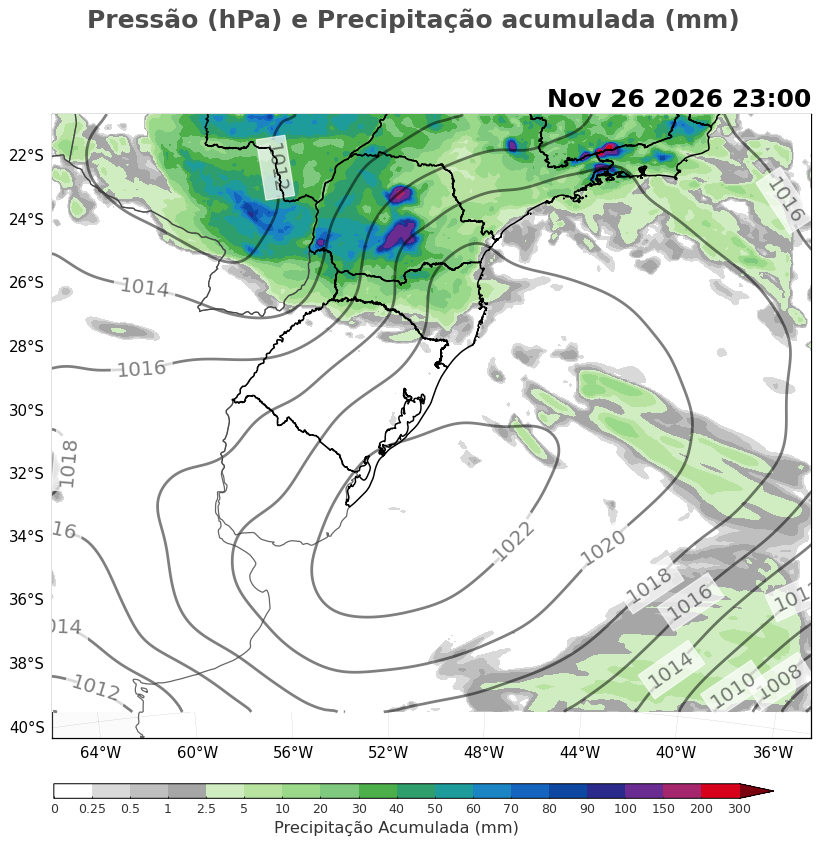 Pressão (hPa) e Precipitação acumulada (mm)
Nov 26 2026 23:00
22°S
24°S
26°S
28°S
30°S
32°S
34°S
36°S
38°S
40°S
1012
1016
1014
1016
1018
16
014
1012
1022
1020
1018
1016
1014
1010
1008
64°W 60°W 56°W 52°W 48°W 44°W 40°W 36°W
0 0.25 0.5 1 2.5 5 10 20 30 40 50 60 70 80 90 100 150 200 300
Precipitação Acumulada (mm)